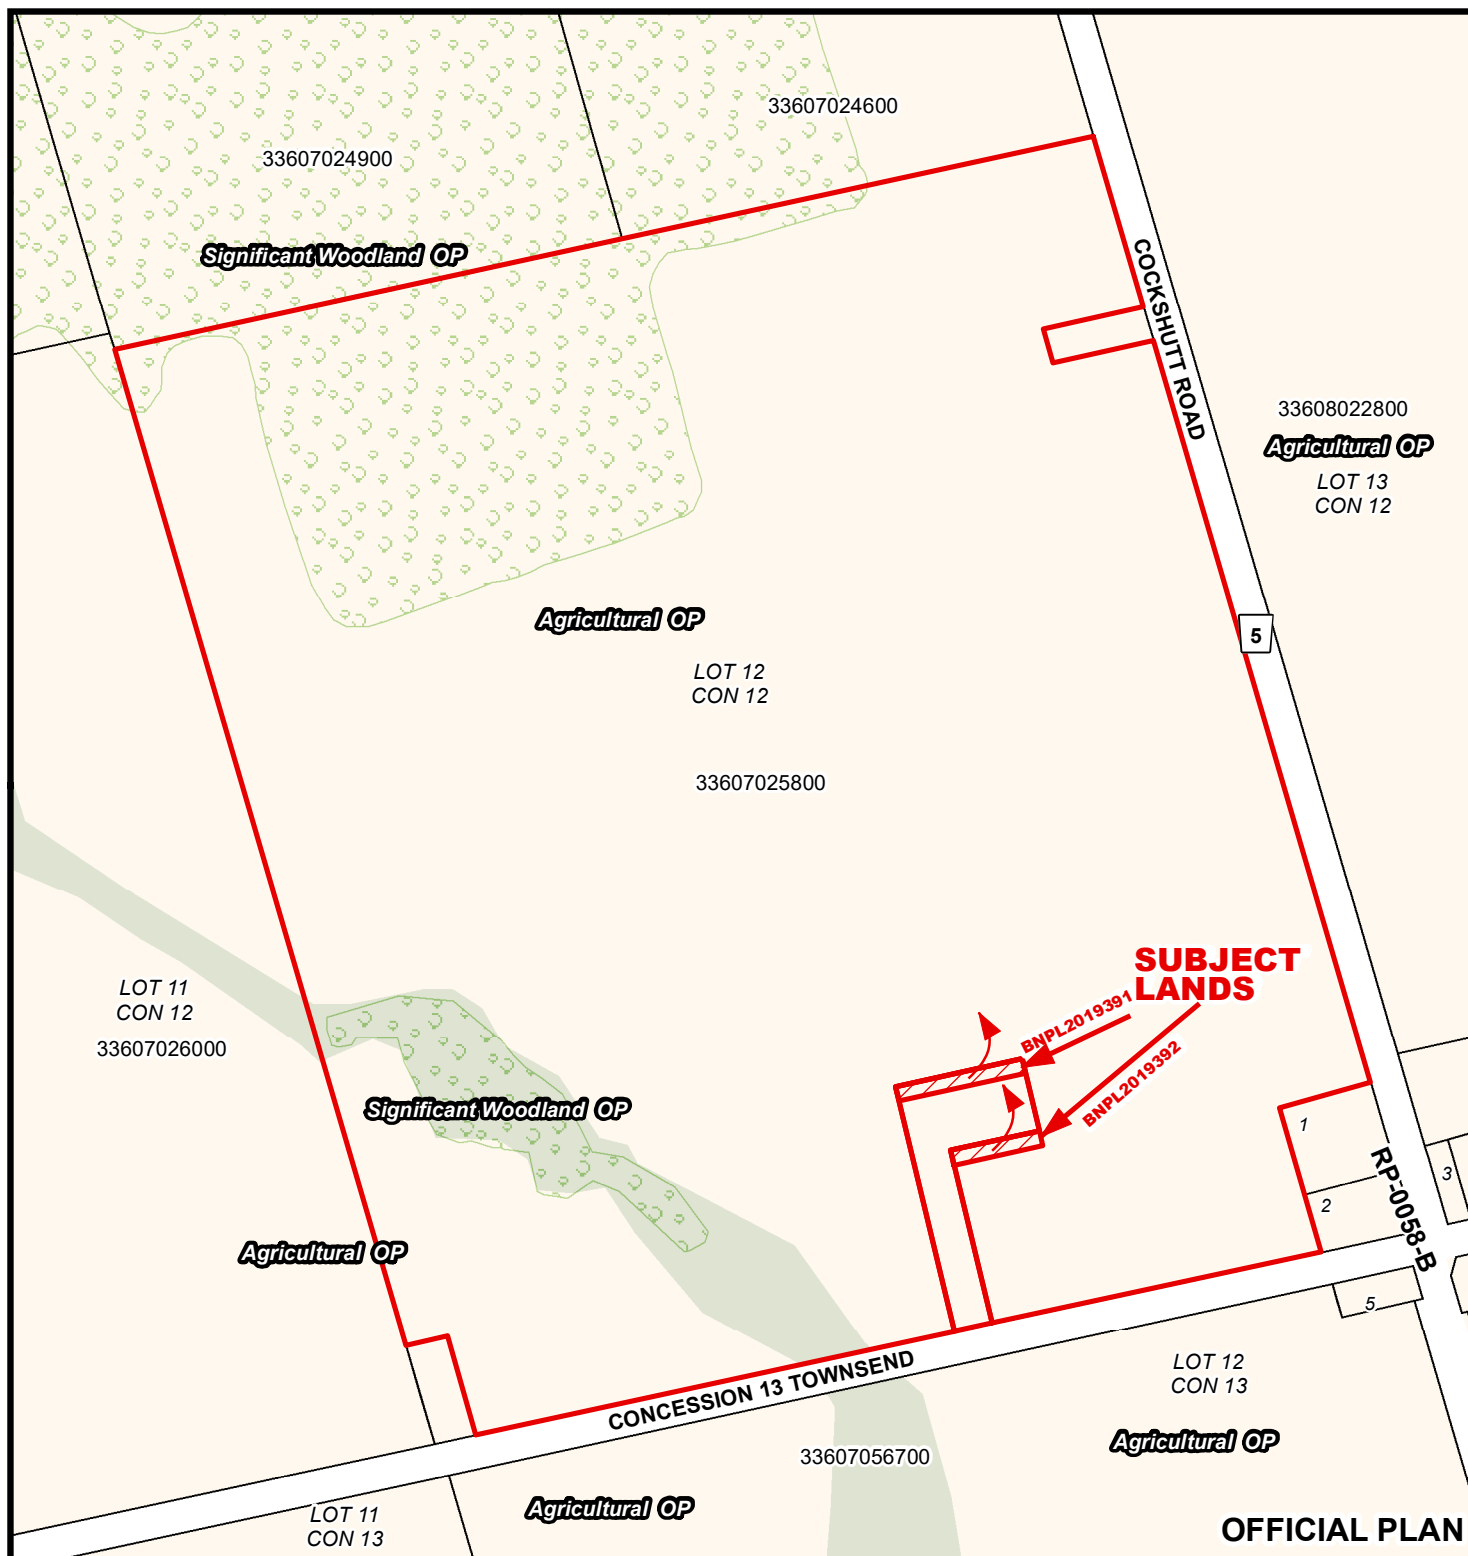 33607024600
33607024900
Significant Woodland OP
COCKSHUTT ROAD
33608022800
Agricultural OP
LOT 13
CON 12
Agricultural OP
5
LOT 12
CON 12
33607025800
SUBJECT
LANDS
LOT 11
CON 12
33607026000
BNPL2019391
BNPL2019392
Significant Woodland OP
1
2
3
RP-0058-B
Agricultural OP
5
CONCESSION 13 TOWNSEND
LOT 12
CON 13
Agricultural OP
33607056700
Agricultural OP
LOT 11
CON 13
OFFICIAL PLAN